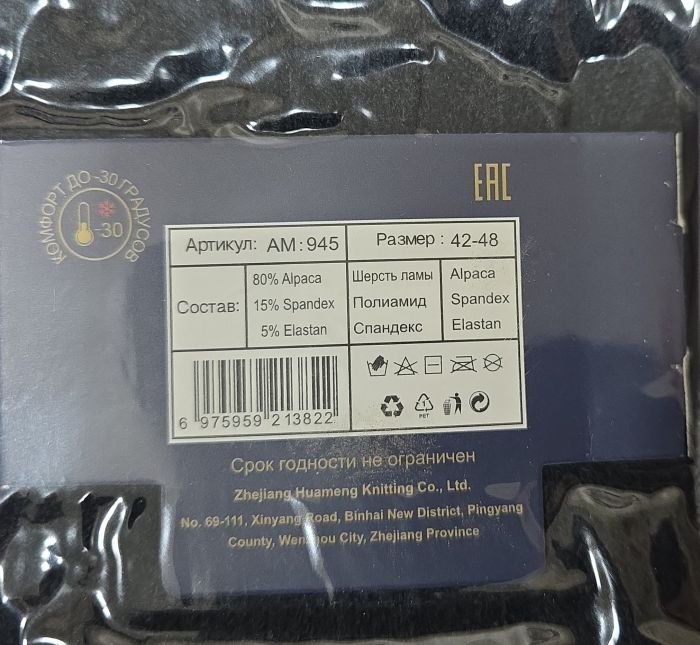 КОМФОРТ ДО -30 ГРАДУСОВ
-30
EAC
Артикул: AM:945
Размер : 42-48
Состав:
80% Alpaca
15% Spandex
5% Elastan
Шерсть ламы
Полиамид
Спандекс
Alpaca
Spandex
Elastan
1
PET
6 975959 213822
Срок годности не ограничен
Zhejiang Huameng Knitting Co., Ltd.
No. 69-111, Xinyang Road, Binhai New District, Pingyang
County, Wenzhou City, Zhejiang Province